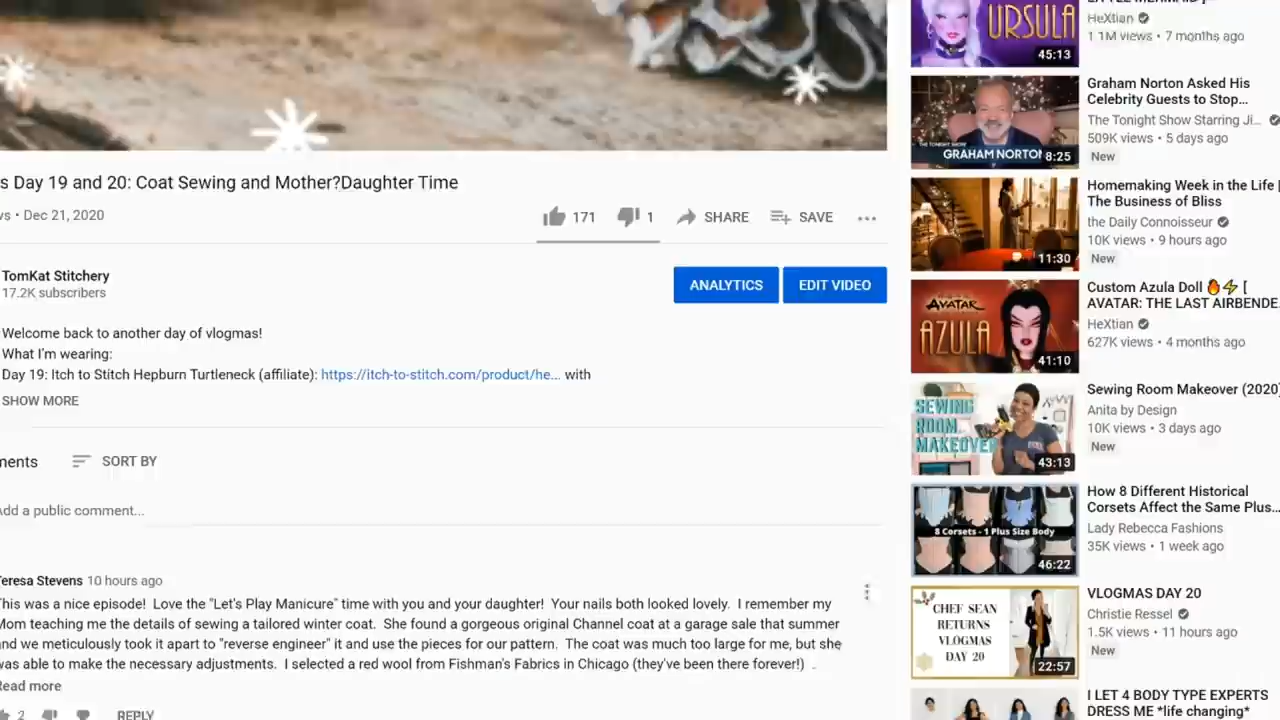 s Day 19 and 20: Coat Sewing and Mother?Daughter Time
ws • Dec 21, 2020
171
1
SHARE
SAVE
TomKat Stitchery
17.2K subscribers
ANALYTICS
EDIT VIDEO
Welcome back to another day of vlogmas!
What I'm wearing:
Day 19: Itch to Stitch Hepburn Turtleneck (affiliate): https://itch-to-stitch.com/product/he... with
SHOW MORE
ments
SORT BY
Add a public comment...
Teresa Stevens 10 hours ago
This was a nice episode! Love the "Let's Play Manicure" time with you and your daughter! Your nails both looked lovely. I remember my
Mom teaching me the details of sewing a tailored winter coat. She found a gorgeous original Channel coat at a garage sale that summer
and we meticulously took it apart to "reverse engineer" it and use the pieces for our pattern. The coat was much too large for me, but she
was able to make the necessary adjustments. I selected a red wool from Fishman's Fabrics in Chicago (they've been there forever!)
Read more
2
REPLY
URSULA
45:13
HeXtian
1.1M views • 7 months ago
THE TONIGHT SHOW
GRAHAM NORTON
8:25
Graham Norton Asked His
Celebrity Guests to Stop...
The Tonight Show Starring Ji...
509K views • 5 days ago
New
11:30
Homemaking Week in the Life |
The Business of Bliss
the Daily Connoisseur
10K views • 9 hours ago
New
AVATAR
AZULA
41:10
Custom Azula Doll 🔥⚡ [
AVATAR: THE LAST AIRBENDE
HeXtian
627K views • 4 months ago
SEWING
ROOM
MAKEOVER
43:13
Sewing Room Makeover (2020)
Anita by Design
10K views • 3 days ago
New
8 Corsets - 1 Plus Size Body
46:22
How 8 Different Historical
Corsets Affect the Same Plus...
Lady Rebecca Fashions
35K views • 1 week ago
CHEF SEAN
RETURNS
VLOGMAS
DAY 20
22:57
VLOGMAS DAY 20
Christie Ressel
1.5K views • 11 hours ago
New
I LET 4 BODY TYPE EXPERTS
DRESS ME *life changing*